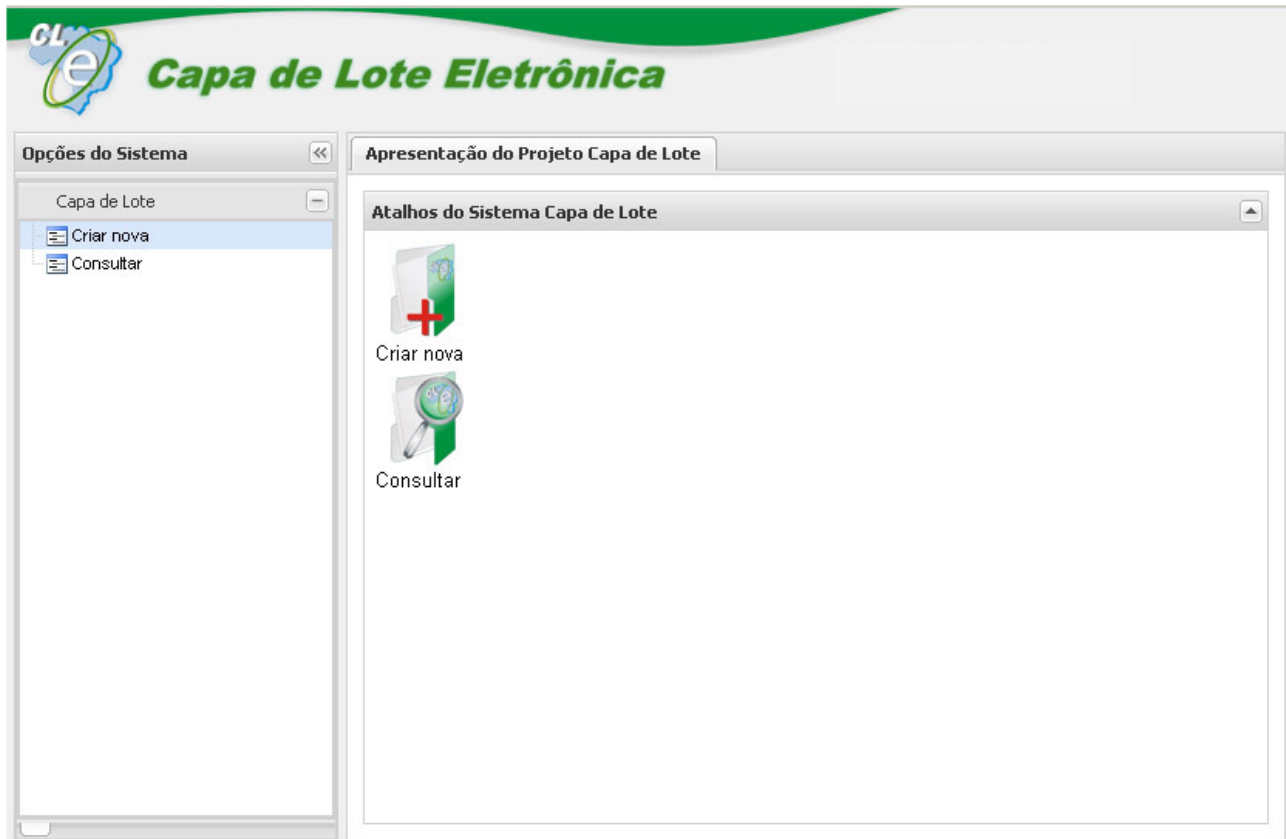 CL
e
Capa de Lote Eletrônica
Opções do Sistema
Capa de Lote
Criar nova
Consultar
Apresentação do Projeto Capa de Lote
Atalhos do Sistema Capa de Lote
Criar nova
Consultar